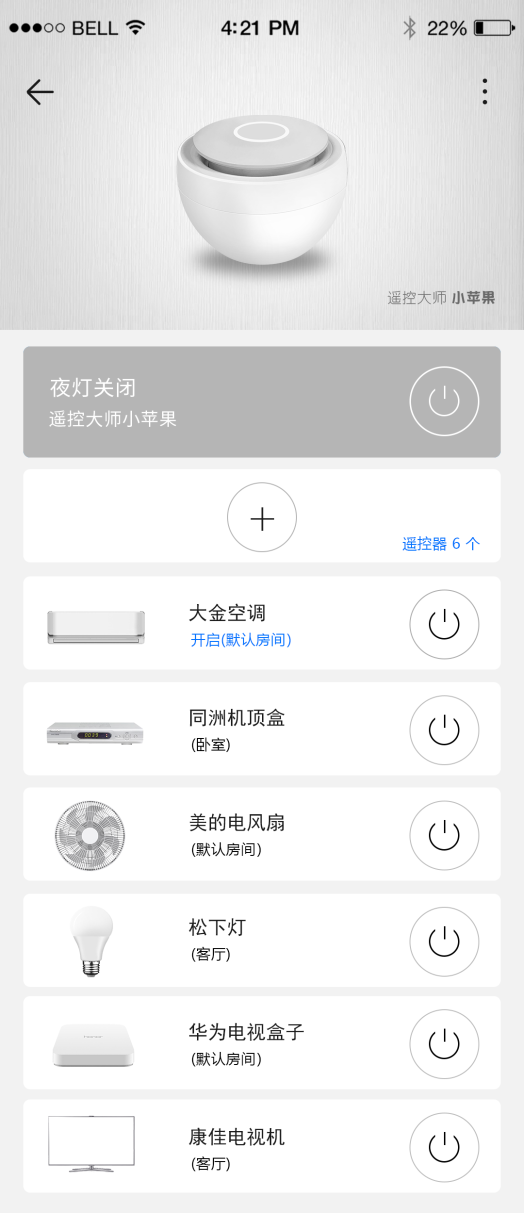 BELL 4:21 PM 22%
遥控大师 小苹果
夜灯关闭
遥控大师小苹果
遥控器 6 个
大金空调
开启(默认房间)
同洲机顶盒
(卧室)
美的电风扇
(默认房间)
松下灯
(客厅)
华为电视盒子
(默认房间)
康佳电视机
(客厅)